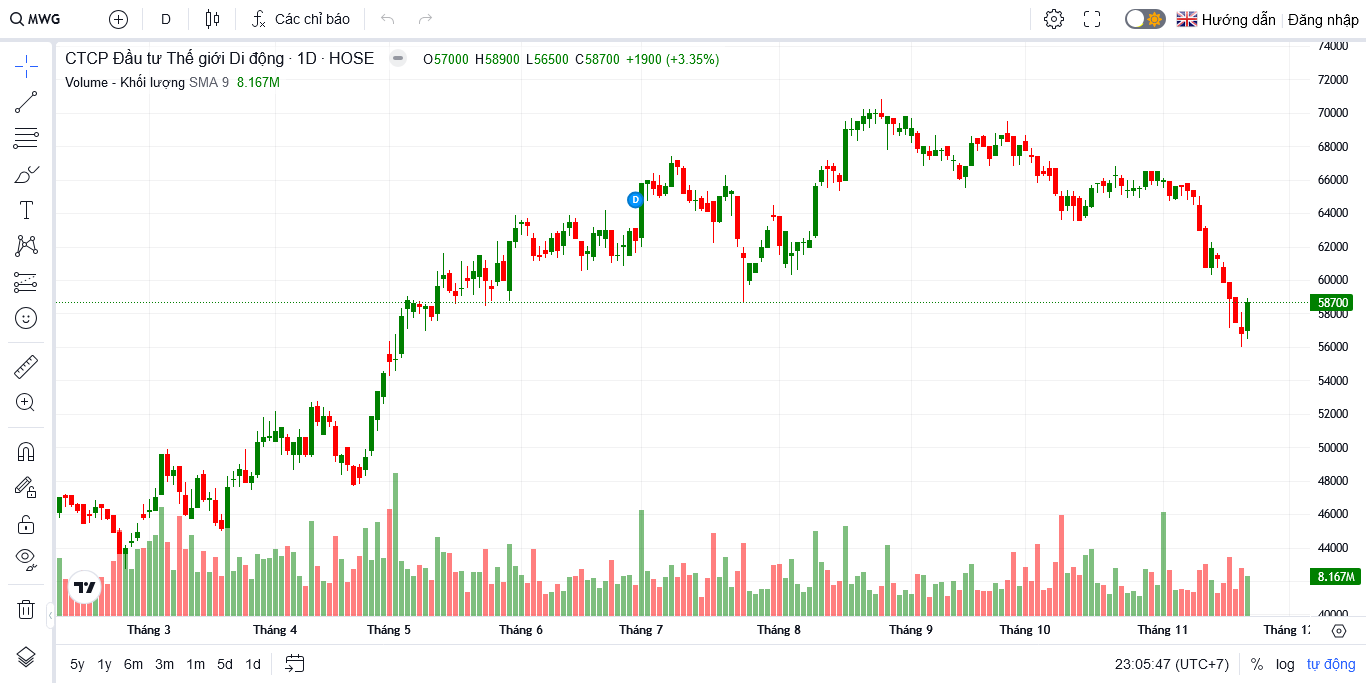 MWG D Các chỉ báo Hướng dẫn Đăng nhập
CTCP Đầu tư Thế giới Di động · 1D · HOSE O57000 H58900 L56500 C58700 +1900 (+3.35%)
Volume - Khối lượng SMA 9 8.167M
74000
72000
70000
68000
66000
D
64000
62000
60000
58700
58000
56000
54000
52000
50000
48000
46000
44000
8.167M
40000
Tháng 3 Tháng 4 Tháng 5 Tháng 6 Tháng 7 Tháng 8 Tháng 9 Tháng 10 Tháng 11 Tháng 12
5y 1y 6m 3m 1m 5d 1d 23:05:47 (UTC+7) % log tự động